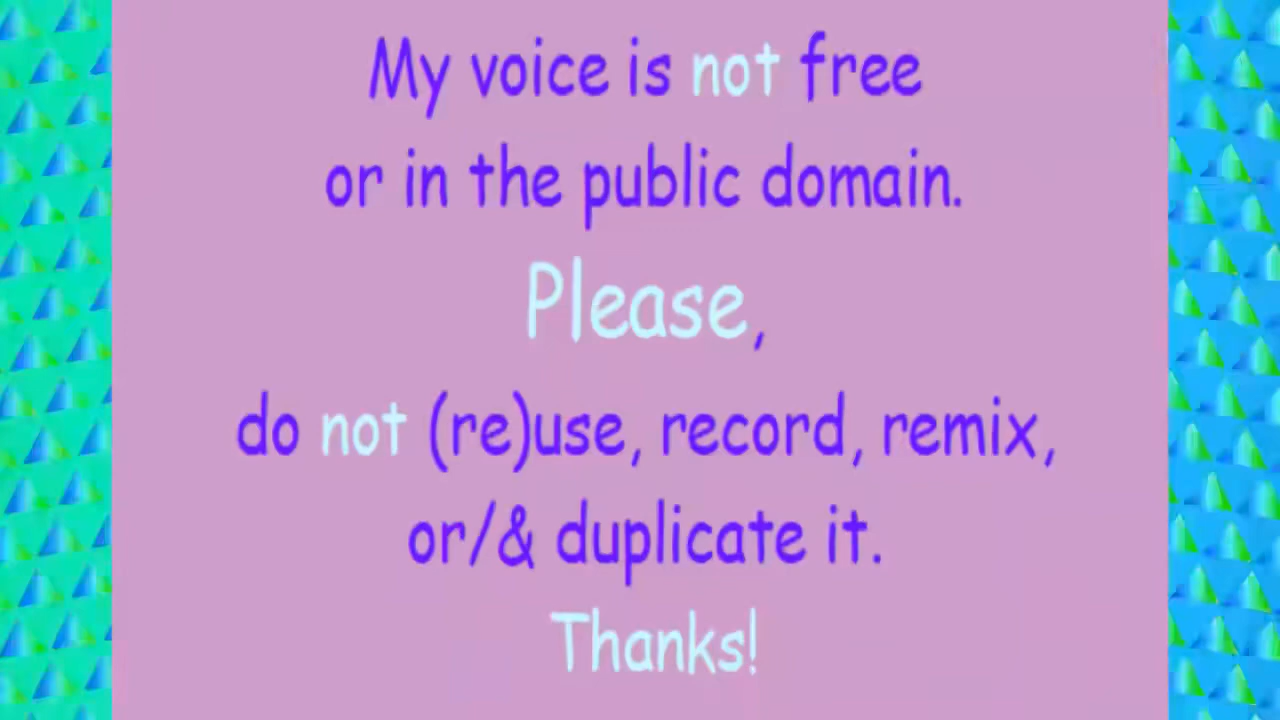 My voice is not free
or in the public domain.
Please,
do not (re)use, record, remix,
or/& duplicate it.
Thanks!